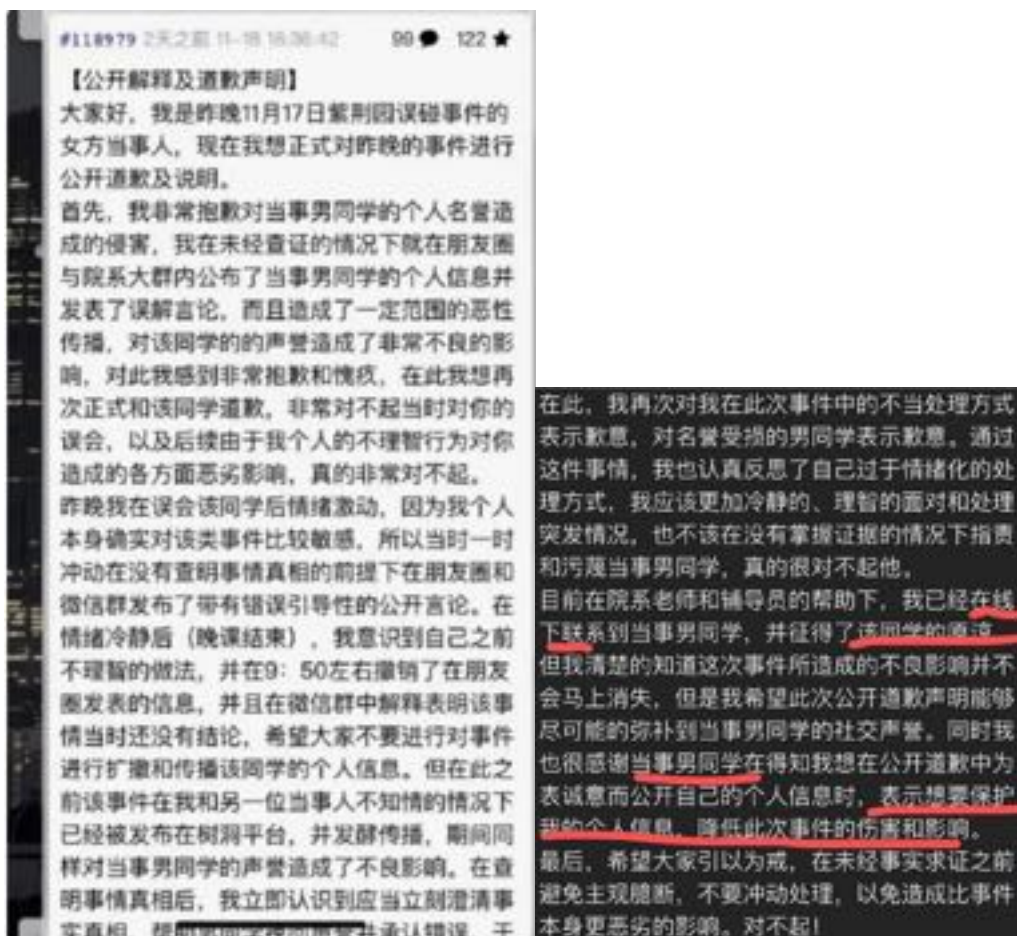 #118979 2天之前 11-18 16:06:42 99 122
【公开解释及道歉声明】
大家好，我是昨晚11月17日紫荆园误碰事件的
女方当事人，现在我想正式对昨晚的事件进行
公开道歉及说明。
首先，我非常抱歉对当事男同学的个人名誉造
成的侵害，我在未经查证的情况下就在朋友圈
与院系大群内公布了当事男同学的个人信息并
发表了误解言论，而且造成了一定范围的恶性
传播，对该同学的的声誉造成了非常不良的影
响，对此我感到非常抱歉和愧疚，在此我想再
次正式和该同学道歉，非常对不起当时对你的
误会，以及后续由于我个人的不理智行为对你
造成的各方面恶劣影响，真的非常对不起。
昨晚我在误会该同学后情绪激动，因为我个人
本身确实对该类事件比较敏感，所以当时一时
冲动在没有查明事情真相的前提下在朋友圈和
微信群发布了带有错误引导性的公开言论。在
情绪冷静后（晚课结束），我意识到自己之前
不理智的做法，并在9：50左右撤销了在朋友
圈发表的信息，并且在微信群中解释表明该事
情当时还没有结论，希望大家不要进行对事件
进行扩散和传播该同学的个人信息。但在此之
前该事件在我和另一位当事人不知情的情况下
已经被发布在树洞平台，并发酵传播，期间同
样对当事男同学的声誉造成了不良影响。在查
明事情真相后，我立即认识到应当立刻澄清事
实真相，帮
在此，我再次对我在此次事件中的不当处理方式
表示歉意，对名誉受损的男同学表示歉意。通过
这件事情，我也认真反思了自己过于情绪化的处
理方式，我应该更加冷静的、理智的面对和处理
突发情况，也不该在没有掌握证据的情况下指责
和污蔑当事男同学，真的很对不起他。
目前在院系老师和辅导员的帮助下，我已经在线
下联系到当事男同学，并征得了该同学的原谅，
但我清楚的知道这次事件所造成的不良影响并不
会马上消失，但是我希望此次公开道歉声明能够
尽可能的弥补到当事男同学的社交声誉。同时我
也很感谢当事男同学在得知我想在公开道歉中为
表诚意而公开自己的个人信息时，表示想要保护
我的个人信息，降低此次事件的伤害和影响。
最后，希望大家引以为戒，在未经事实求证之前
避免主观臆断，不要冲动处理，以免造成比事件
本身更恶劣的影响。对不起！